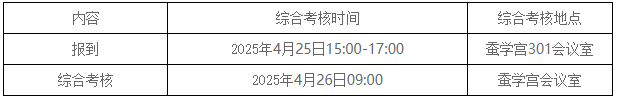 内容 综合考核时间 综合考核地点
报到 2025年4月25日15:00-17:00 蚕学宫301会议室
综合考核 2025年4月26日09:00 蚕学宫会议室